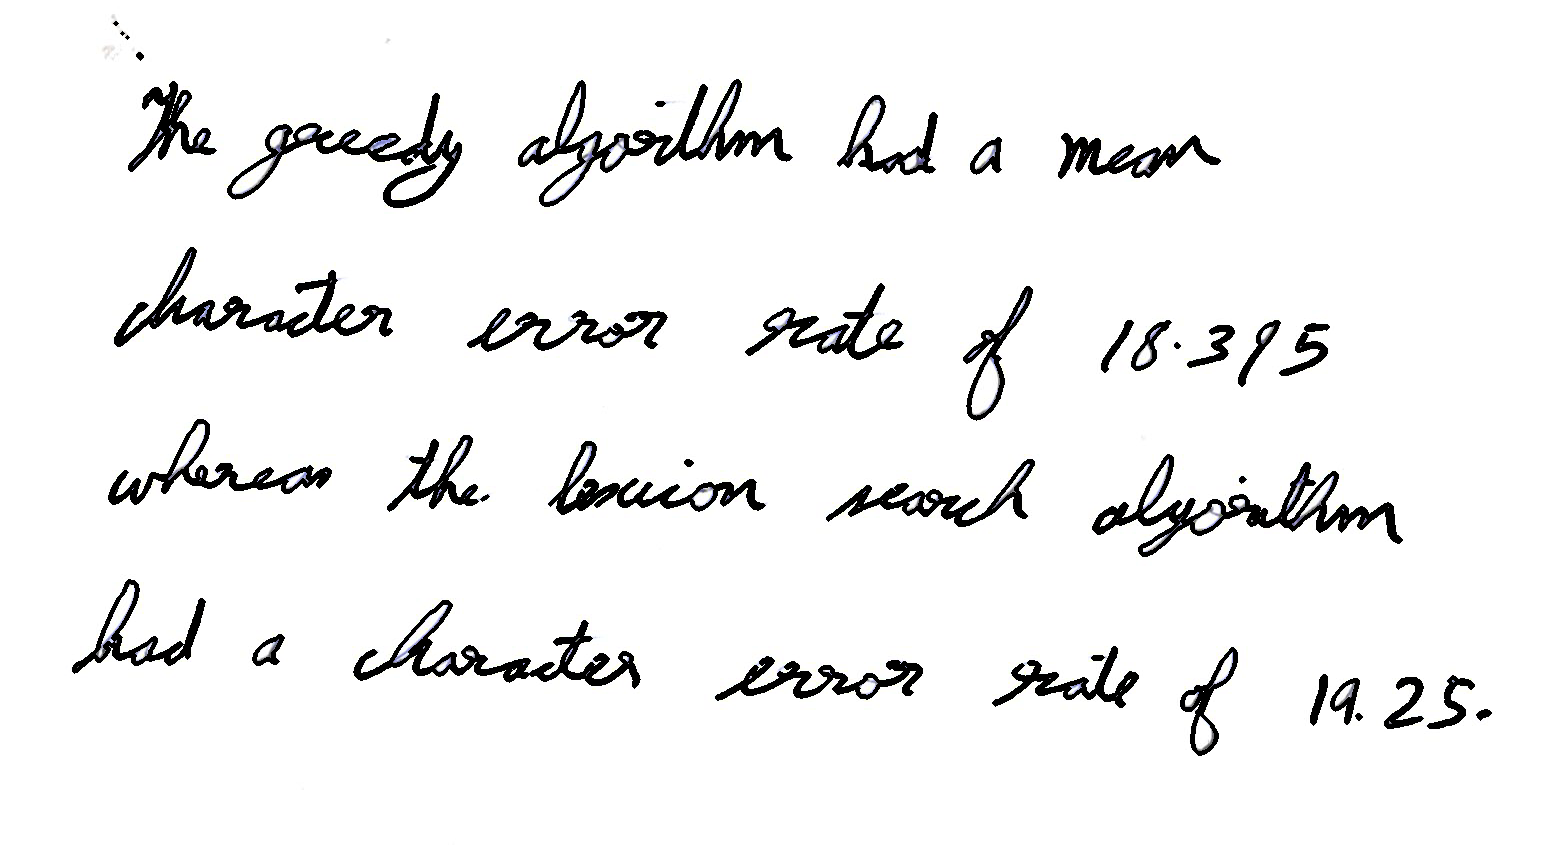 The greedy algorithm had a mean
character error rate of 18.395
whereas the lexicon search algorithm
had a character error rate of 19.25.